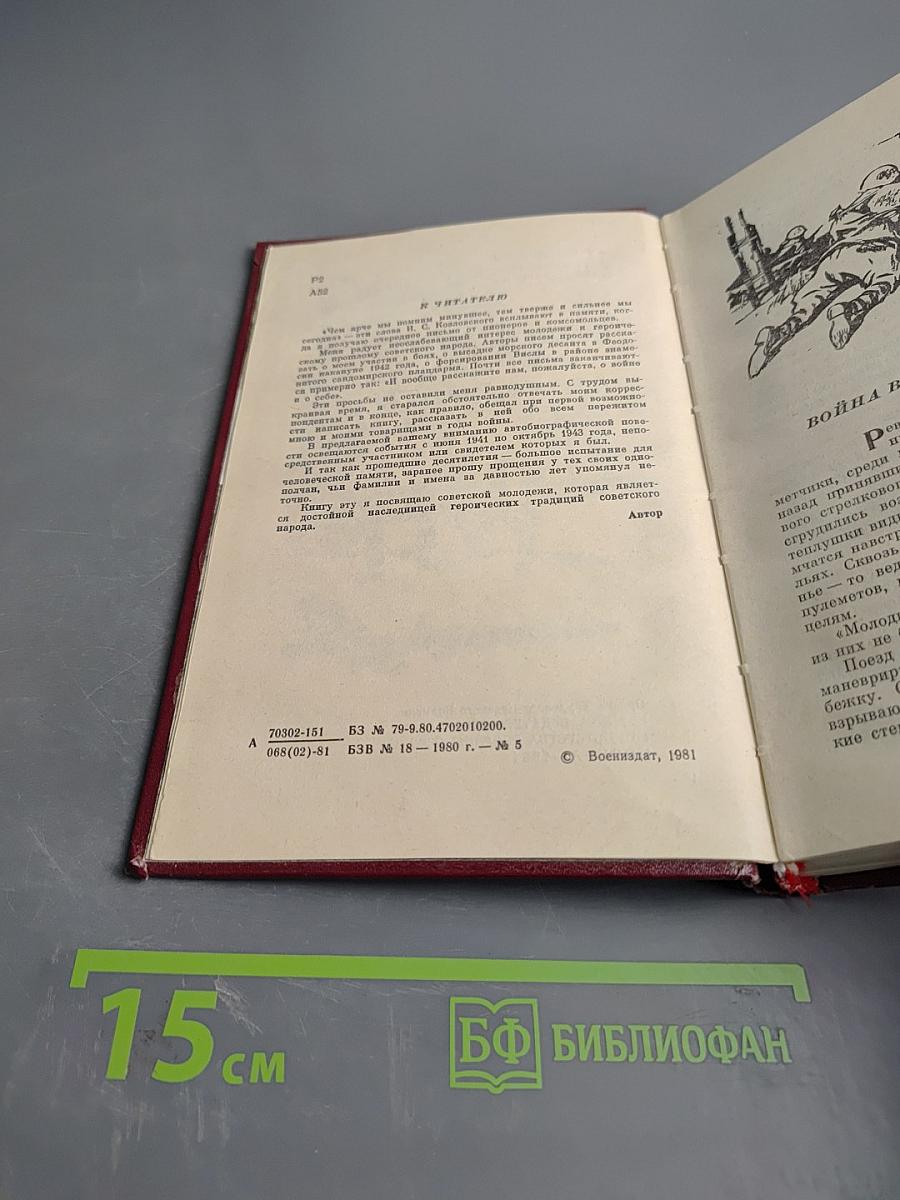 Р2
А52
К ЧИТАТЕЛЮ
«Чем ярче мы помним минувшее, тем тверже и сильнее мы
сегодня» — эти слова И. С. Козловского всплывают в памяти, ког-
да я получаю очередное письмо от пионеров и комсомольцев.
Меня радует неослабевающий интерес молодежи к героиче-
скому прошлому советского народа. Авторы писем просят расска-
зать о моем участии в боях, о высадке морского десанта в Феодо-
сии накануне 1942 года, о форсировании Вислы в районе знаме-
нитого сандомирского плацдарма. Почти все письма заканчивают-
ся примерно так: «И вообще расскажите нам, пожалуйста, о войне
и о себе».
Эти просьбы не оставили меня равнодушным. С трудом вы-
краивая время, я старался обстоятельно отвечать моим коррес-
пондентам и в конце, как правило, обещал при первой возможно-
сти написать книгу, рассказать в ней обо всем пережитом
мною и моими товарищами в годы войны.
В предлагаемой вашему вниманию автобиографической пове-
сти освещаются события с июня 1941 по октябрь 1943 года, непо-
средственным участником или свидетелем которых я был.
И так как прошедшие десятилетия — большое испытание для
человеческой памяти, заранее прошу прощения у тех своих одно-
полчан, чьи фамилии и имена за давностью лет упомянул не-
точно.
Книгу эту я посвящаю советской молодежи, которая являет-
ся достойной наследницей героических традиций советского
народа.
Автор
А 70302-151 БЗ № 79-9.80.4702010200.
068(02)-81 БЗВ № 18 — 1980 г. — № 5
© Воениздат, 1981
ВОЙНА В
метчики, среди
назад принявши
вого стрелково
сгрудились воз
теплушки вид
мчатся навстр
льях. Сквозь
нье — то вед
пулеметов,
целям.
«Молод
из них не
Поезд
маневрир
бежку. С
взрываю
кие сте
15 см
БФ БИБЛИОФАН